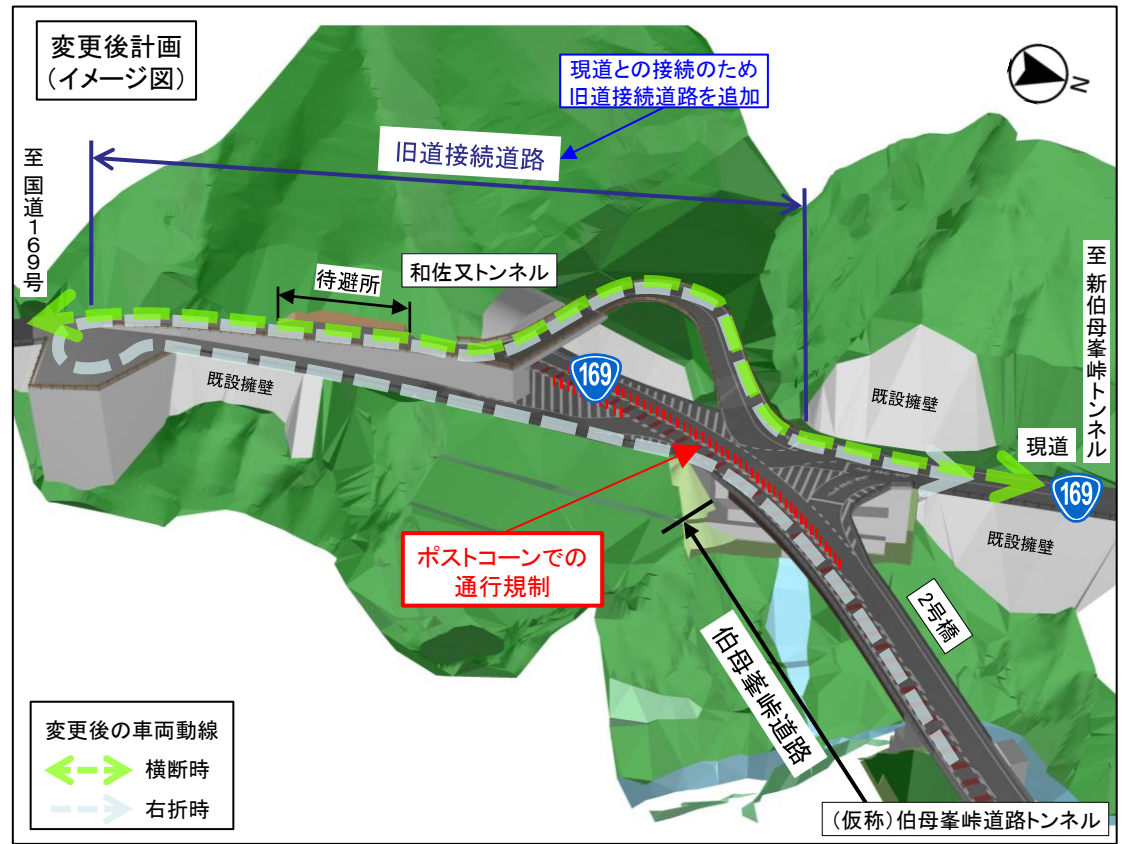 変更後計画
(イメージ図)
現道との接続のため
旧道接続道路を追加
N
至 国道169号
旧道接続道路
至 新伯母峯峠トンネル
和佐又トンネル
待避所
169
既設擁壁
既設擁壁
現道
169
既設擁壁
ポストコーンでの
通行規制
2号橋
伯母峯峠道路
変更後の車両動線
横断時
右折時
(仮称)伯母峯峠道路トンネル